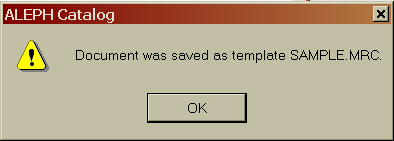 ALEPH Catalog
Document was saved as template SAMPLE.MRC.
OK